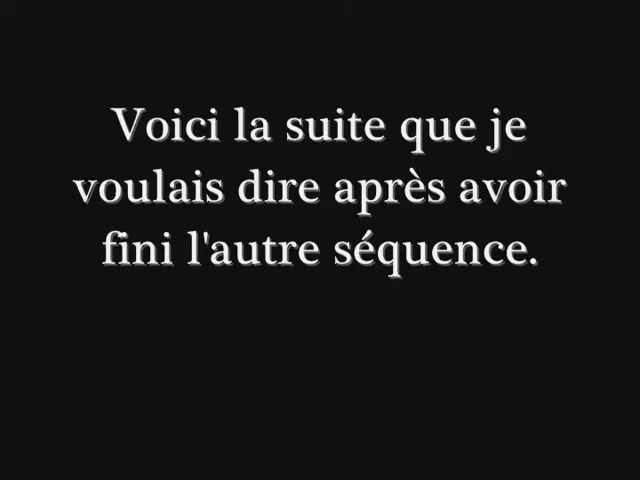 Voici la suite que je
voulais dire après avoir
fini l'autre séquence.